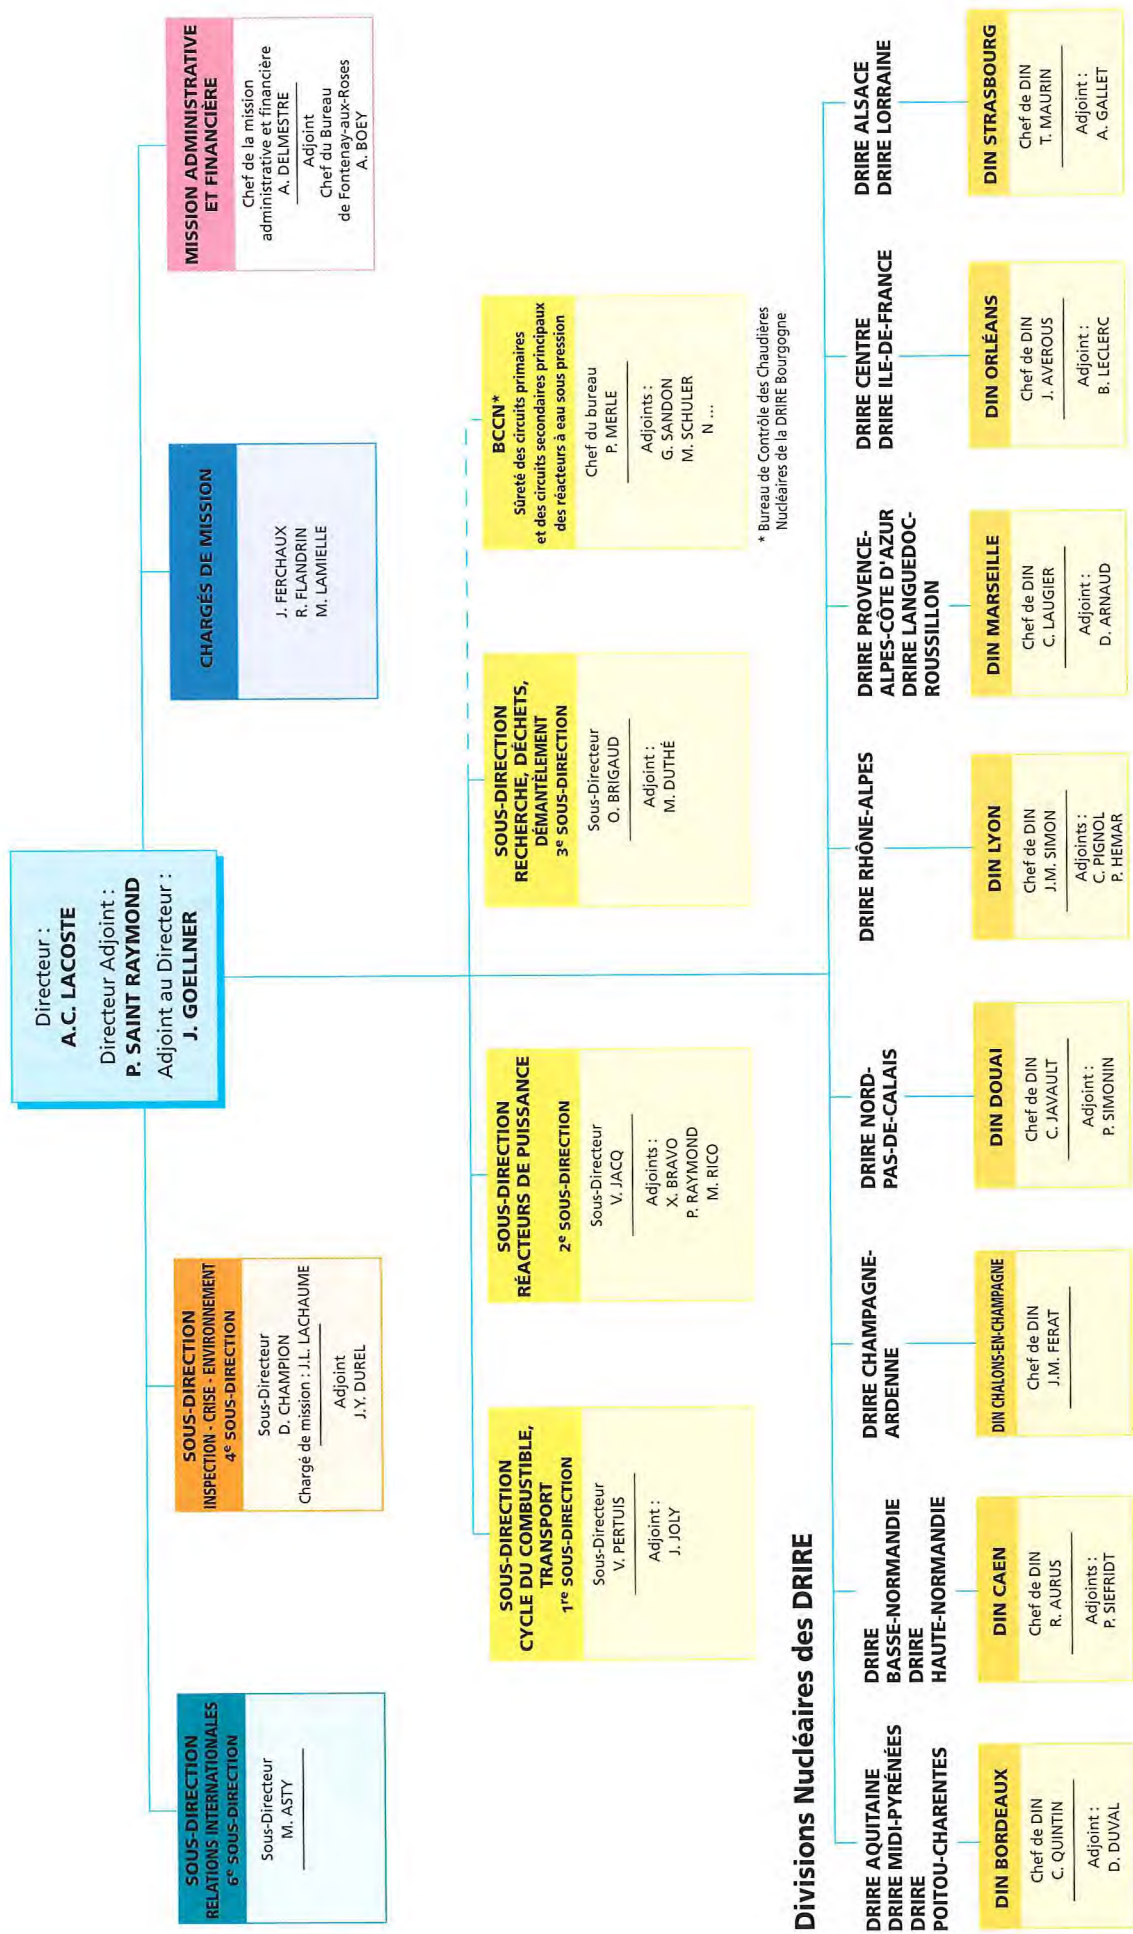 Directeur :
A.C. LACOSTE
Directeur Adjoint :
P. SAINT RAYMOND
Adjoint au Directeur :
J. GOELLNER
SOUS-DIRECTION
RELATIONS INTERNATIONALES
6e SOUS-DIRECTION
Sous-Directeur
M. ASTY
SOUS-DIRECTION
INSPECTION - CRISE - ENVIRONNEMENT
4e SOUS-DIRECTION
Sous-Directeur
D. CHAMPION
Chargé de mission : J.L. LACHAUME
Adjoint
J.Y. DUREL
CHARGÉS DE MISSION
J. FERCHAUX
R. FLANDRIN
M. LAMIELLE
MISSION ADMINISTRATIVE
ET FINANCIÈRE
Chef de la mission
administrative et financière
A. DELMESTRE
Adjoint
Chef du Bureau
de Fontenay-aux-Roses
A. BOEY
SOUS-DIRECTION
CYCLE DU COMBUSTIBLE,
TRANSPORT
1re SOUS-DIRECTION
Sous-Directeur
V. PERTUIS
Adjoint :
J. JOLY
SOUS-DIRECTION
RÉACTEURS DE PUISSANCE
2e SOUS-DIRECTION
Sous-Directeur
V. JACQ
Adjoints :
X. BRAVO
P. RAYMOND
M. RICO
SOUS-DIRECTION
RECHERCHE, DÉCHETS,
DÉMANTÈLEMENT
3e SOUS-DIRECTION
Sous-Directeur
O. BRIGAUD
Adjoint :
M. DUTHÉ
BCCN*
Sûreté des circuits primaires
et des circuits secondaires principaux
des réacteurs à eau sous pression
Chef du bureau
P. MERLE
Adjoints :
G. SANDON
M. SCHULER
N ...
* Bureau de Contrôle des Chaudières
Nucléaires de la DRIRE Bourgogne
Divisions Nucléaires des DRIRE
DRIRE AQUITAINE
DRIRE MIDI-PYRÉNÉES
DRIRE
POITOU-CHARENTES
DIN BORDEAUX
Chef de DIN
C. QUINTIN
Adjoint :
D. DUVAL
DRIRE
BASSE-NORMANDIE
DRIRE
HAUTE-NORMANDIE
DIN CAEN
Chef de DIN
R. AURUS
Adjoints :
P. SIEFRIDT
DRIRE CHAMPAGNE-
ARDENNE
DIN CHALONS-EN-CHAMPAGNE
Chef de DIN
J.M. FERAT
DRIRE NORD-
PAS-DE-CALAIS
DIN DOUAI
Chef de DIN
C. JAVAULT
Adjoint :
P. SIMONIN
DRIRE RHÔNE-ALPES
DIN LYON
Chef de DIN
J.M. SIMON
Adjoints :
C. PIGNOL
P. HEMAR
DRIRE PROVENCE-
ALPES-CÔTE D'AZUR
DRIRE LANGUEDOC-
ROUSSILLON
DIN MARSEILLE
Chef de DIN
C. LAUGIER
Adjoint :
D. ARNAUD
DRIRE CENTRE
DRIRE ILE-DE-FRANCE
DIN ORLÉANS
Chef de DIN
J. AVEROUS
Adjoint :
B. LECLERC
DRIRE ALSACE
DRIRE LORRAINE
DIN STRASBOURG
Chef de DIN
T. MAURIN
Adjoint :
A. GALLET